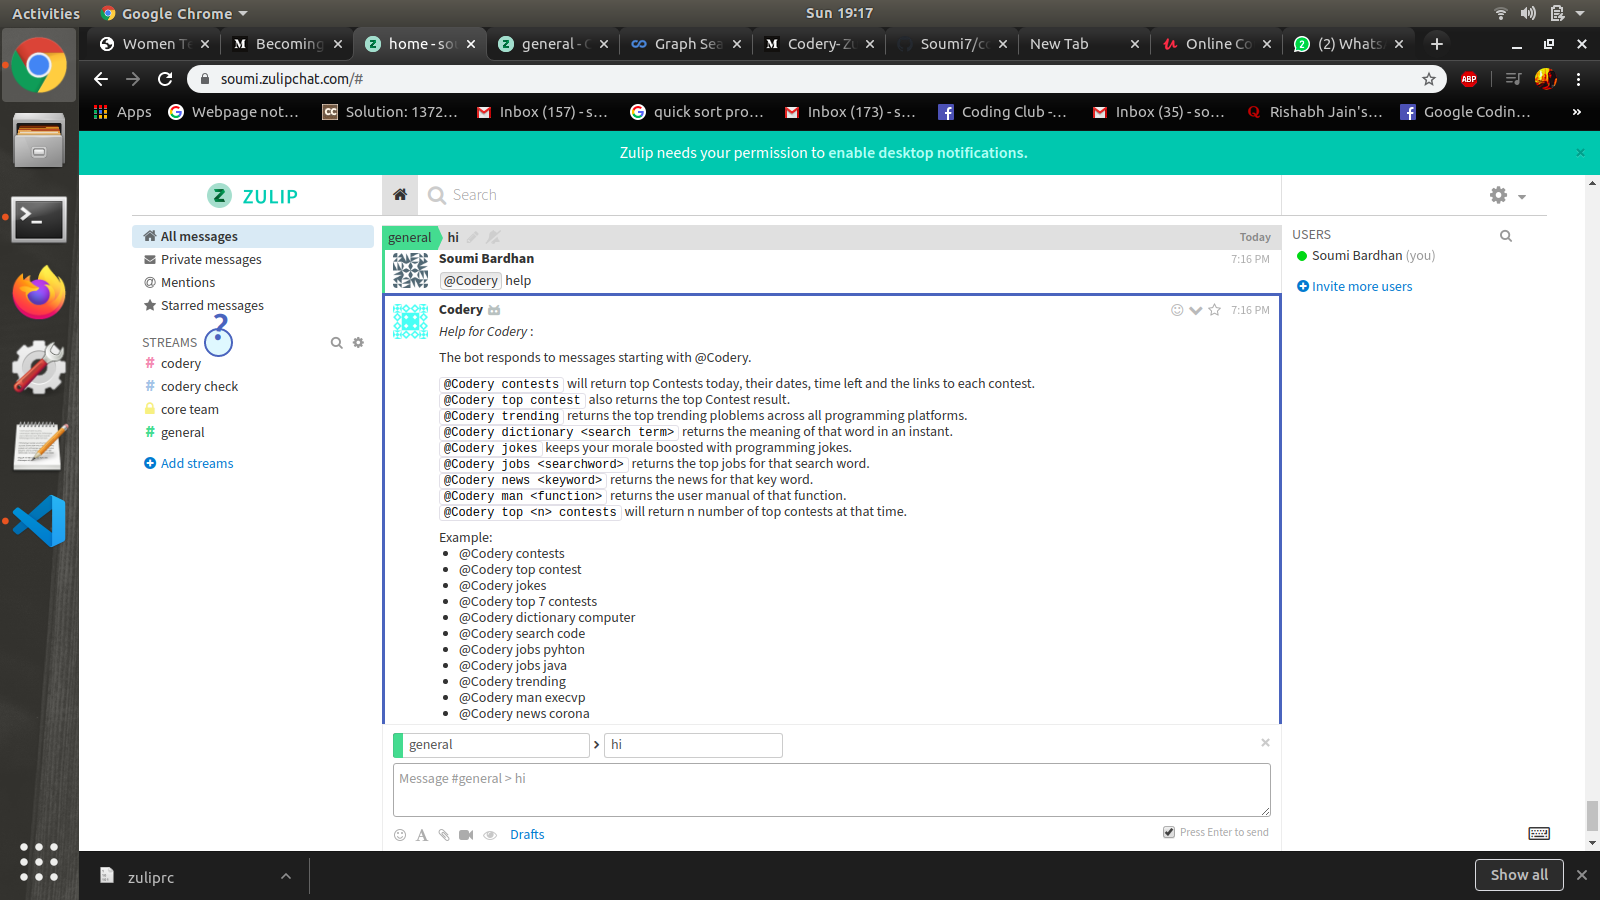 Activities
Google Chrome
Sun 19:17
Women Te
Becoming
home - sou
general - C
Graph Sea
Codery- Zu
Soumi7/co
New Tab
Online Co
(2) Whats
soumi.zulipchat.com/#
ABP
Apps
Webpage not...
CC Solution: 1372...
Inbox (157) - s...
quick sort pro...
Inbox (173) - s...
Coding Club -...
Inbox (35) - so...
Rishabh Jain's...
Google Codin...
»
Zulip needs your permission to enable desktop notifications.
ZULIP
Search
All messages
Private messages
@ Mentions
Starred messages
STREAMS
# codery
# codery check
core team
# general
Add streams
general
hi
Today
Soumi Bardhan
7:16 PM
@Codery help
Codery
7:16 PM
Help for Codery :
The bot responds to messages starting with @Codery.
@Codery contests will return top Contests today, their dates, time left and the links to each contest.
@Codery top contest also returns the top Contest result.
@Codery trending returns the top trending ploblems across all programming platforms.
@Codery dictionary <search term> returns the meaning of that word in an instant.
@Codery jokes keeps your morale boosted with programming jokes.
@Codery jobs <searchword> returns the top jobs for that search word.
@Codery news <keyword> returns the news for that key word.
@Codery man <function> returns the user manual of that function.
@Codery top <n> contests will return n number of top contests at that time.
Example:
• @Codery contests
• @Codery top contest
• @Codery jokes
• @Codery top 7 contests
• @Codery dictionary computer
• @Codery search code
• @Codery jobs pyhton
• @Codery jobs java
• @Codery trending
• @Codery man execvp
• @Codery news corona
general
hi
Message #general > hi
Drafts
Press Enter to send
USERS
Soumi Bardhan (you)
Invite more users
zuliprc
Show all